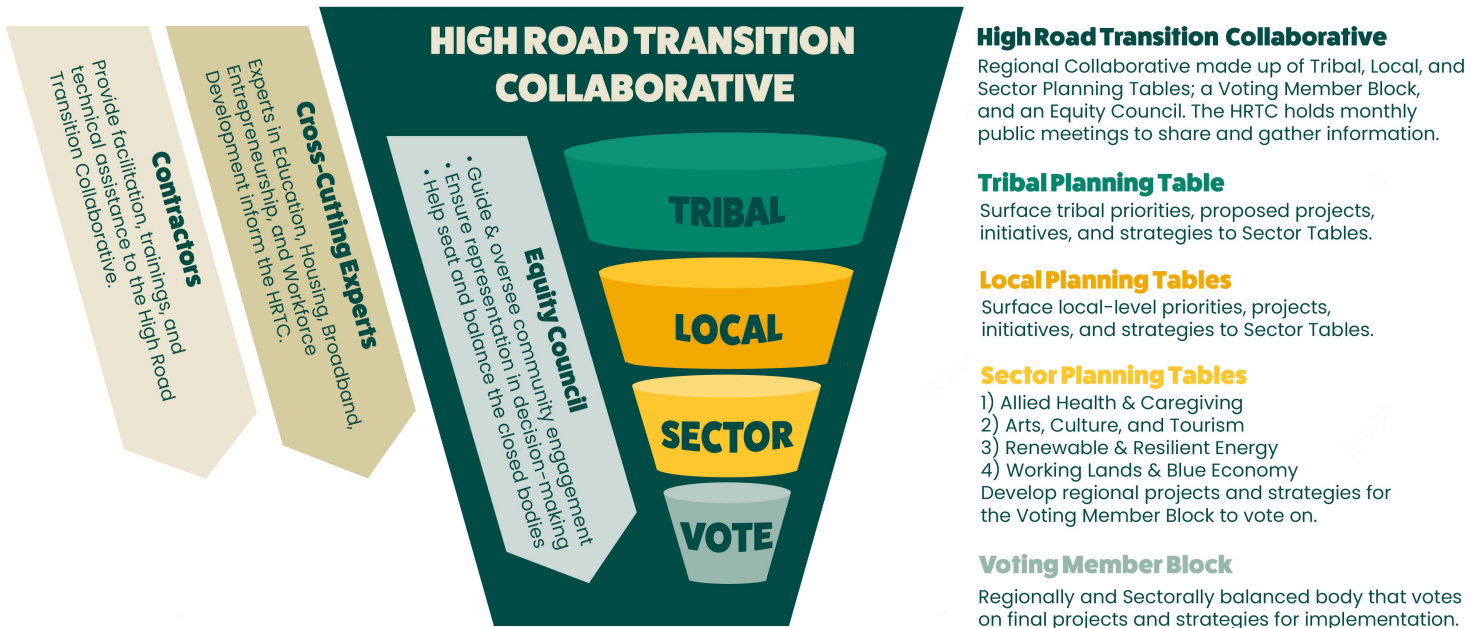 Contractors
Provide facilitation, trainings, and
technical assistance to the High Road
Transition Collaborative.
Cross-Cutting Experts
Experts in Education, Housing, Broadband,
Entrepreneurship, and Workforce
Development inform the HRTC.
HIGH ROAD TRANSITION
COLLABORATIVE
Equity Council
• Guide & oversee community engagement
• Ensure representation in decision-making
• Help seat and balance the closed bodies
TRIBAL
LOCAL
SECTOR
VOTE
High Road Transition Collaborative
Regional Collaborative made up of Tribal, Local, and
Sector Planning Tables; a Voting Member Block,
and an Equity Council. The HRTC holds monthly
public meetings to share and gather information.
Tribal Planning Table
Surface tribal priorities, proposed projects,
initiatives, and strategies to Sector Tables.
Local Planning Tables
Surface local-level priorities, projects,
initiatives, and strategies to Sector Tables.
Sector Planning Tables
1) Allied Health & Caregiving
2) Arts, Culture, and Tourism
3) Renewable & Resilient Energy
4) Working Lands & Blue Economy
Develop regional projects and strategies for
the Voting Member Block to vote on.
Voting Member Block
Regionally and Sectorally balanced body that votes
on final projects and strategies for implementation.